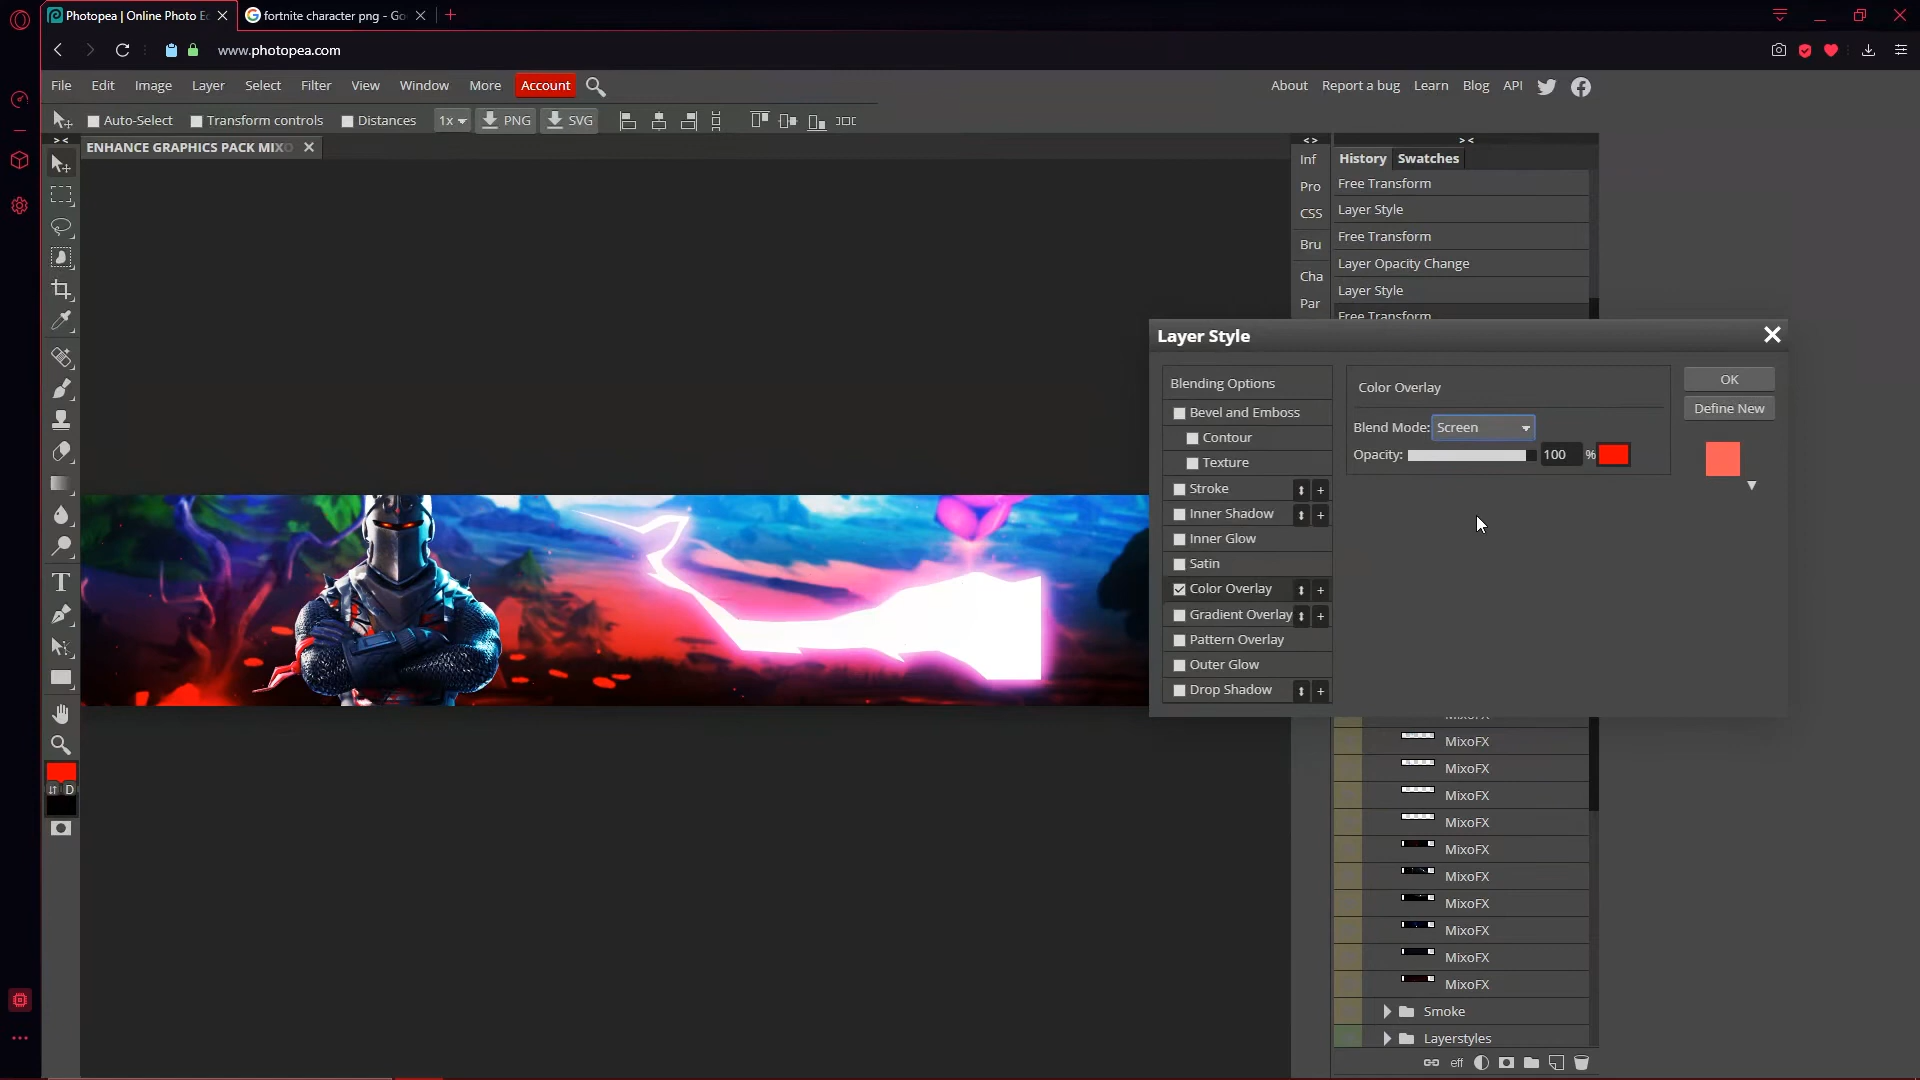 Photopea | Online Photo Ec
fortnite character png - Go
www.photopea.com
File Edit Image Layer Select Filter View Window More Account
About Report a bug Learn Blog API
Auto-Select Transform controls Distances 1x PNG SVG
ENHANCE GRAPHICS PACK MIXO
Inf
Pro
CSS
Bru
Cha
Par
History Swatches
Free Transform
Layer Style
Free Transform
Layer Opacity Change
Layer Style
Free Transform
Layer Style
Blending Options
Bevel and Emboss
Contour
Texture
Stroke
Inner Shadow
Inner Glow
Satin
Color Overlay
Gradient Overlay
Pattern Overlay
Outer Glow
Drop Shadow
Color Overlay
Blend Mode: Screen
Opacity: 100 %
OK
Define New
T
D
MixoFX
MixoFX
MixoFX
MixoFX
MixoFX
MixoFX
MixoFX
MixoFX
MixoFX
MixoFX
MixoFX
Smoke
Layerstyles
eff